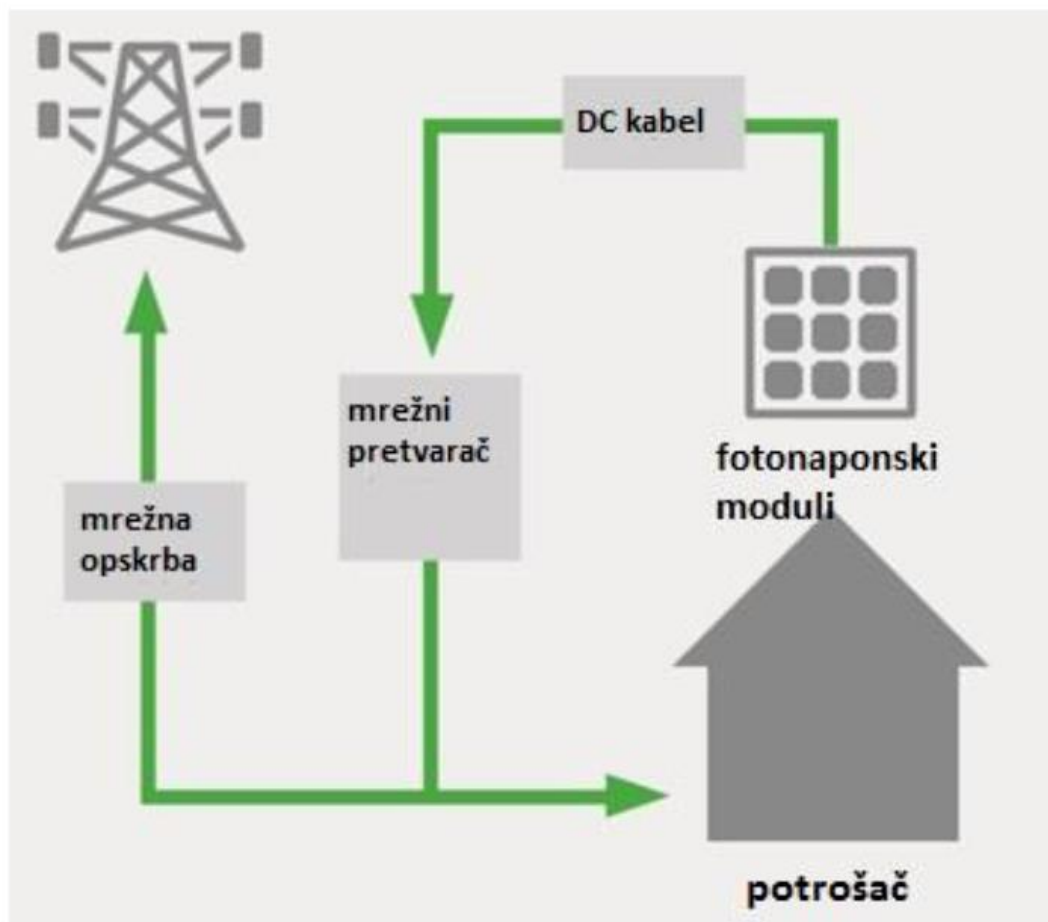 DC kabel
mrežni
pretvarač
fotonaponski
moduli
mrežna
opskrba
potrošač